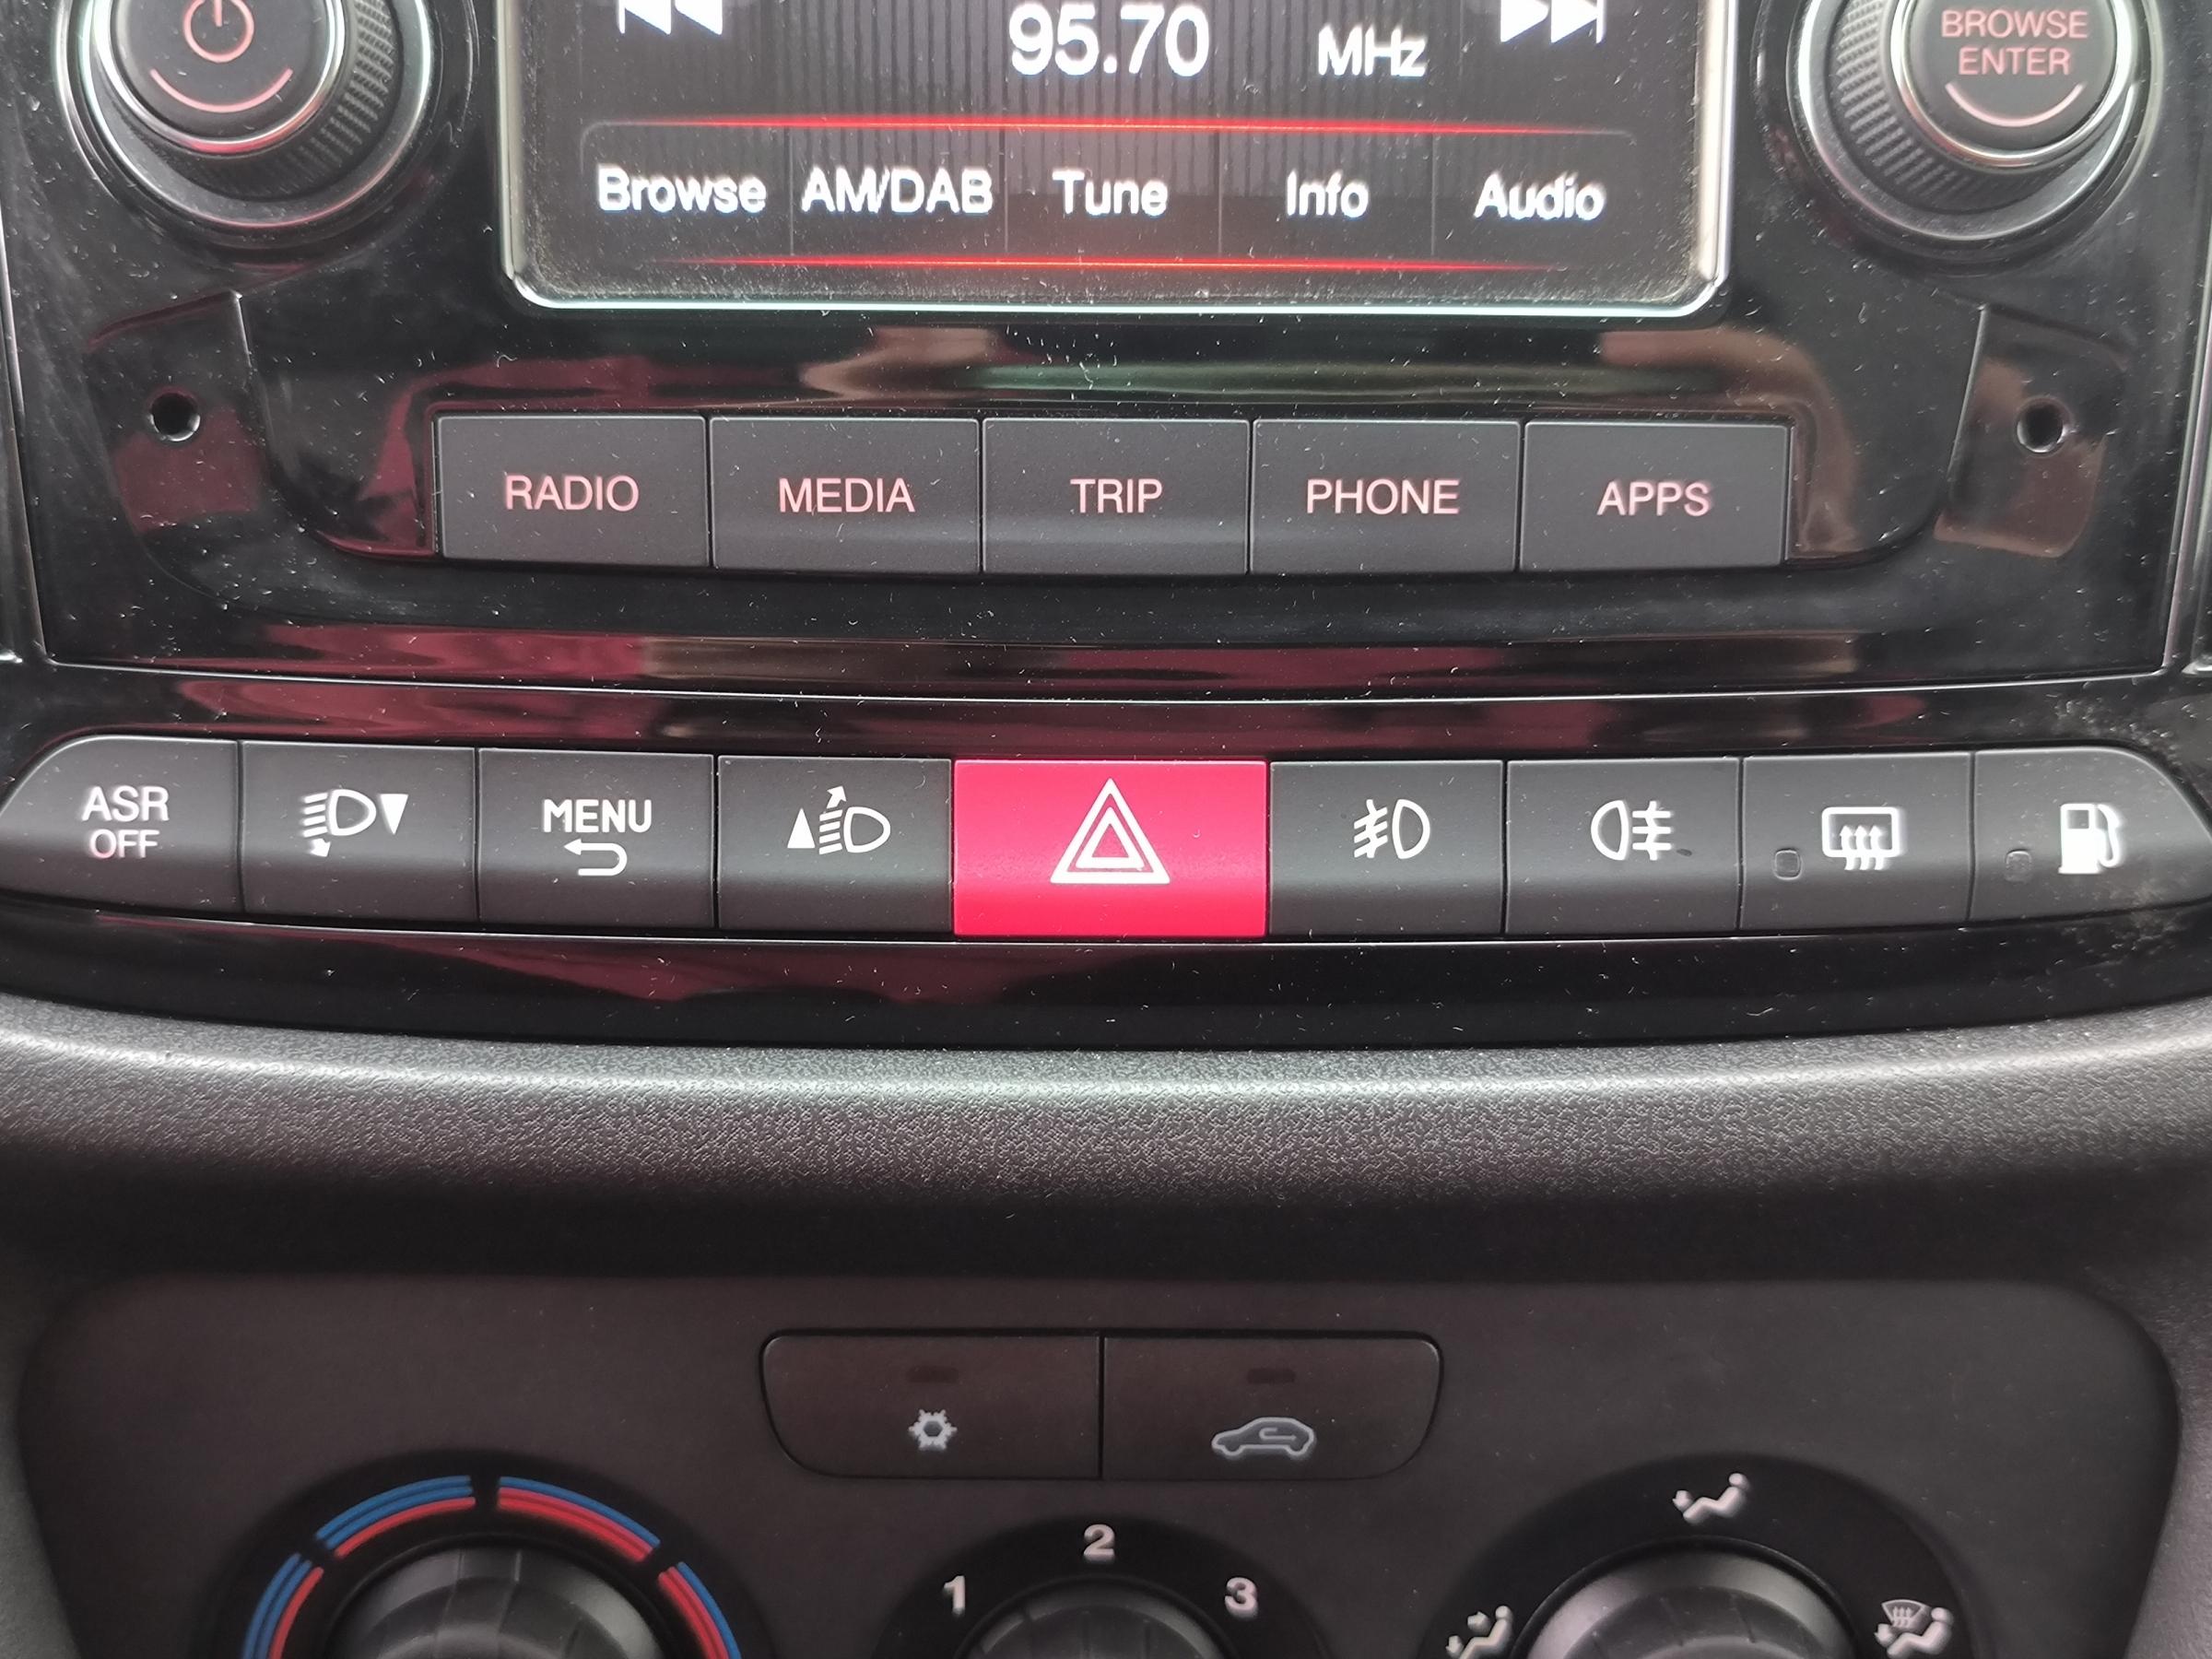 95.70 MHz
BROWSE
ENTER
Browse AM/DAB Tune Info Audio
RADIO MEDIA TRIP PHONE APPS
ASR
OFF
MENU
1 2 3